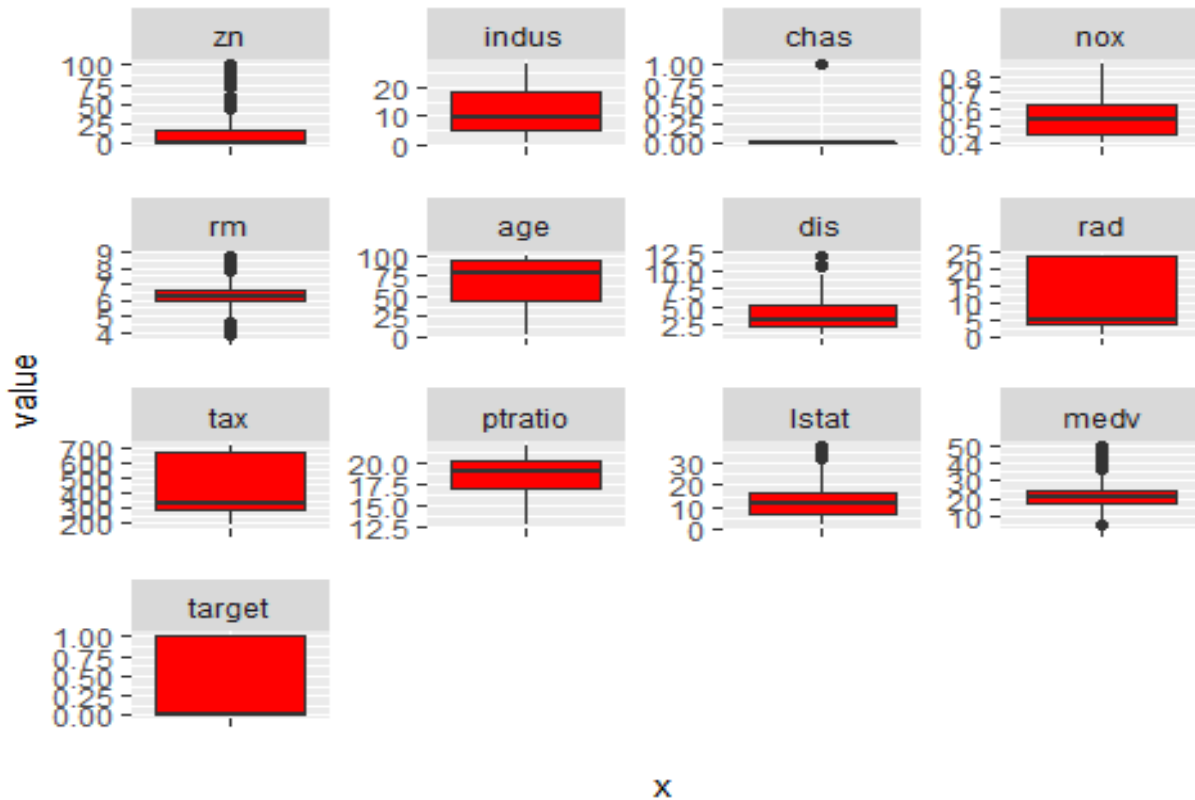 zn indus chas nox
100 20 1.00 0.8
75 10 0.75 0.7
50 0 0.50 0.6
25 0.25 0.5
0 0.00 0.4
rm age dis rad
9 100 12.5 25
8 75 10.0 20
7 50 7.5 15
6 25 5.0 10
5 0 2.5 5
4 0
value
tax ptratio lstat medv
700 20.0 30 50
600 17.5 20 40
500 15.0 10 30
400 12.5 0 20
300 10
200
target
1.00
0.75
0.50
0.25
0.00
x